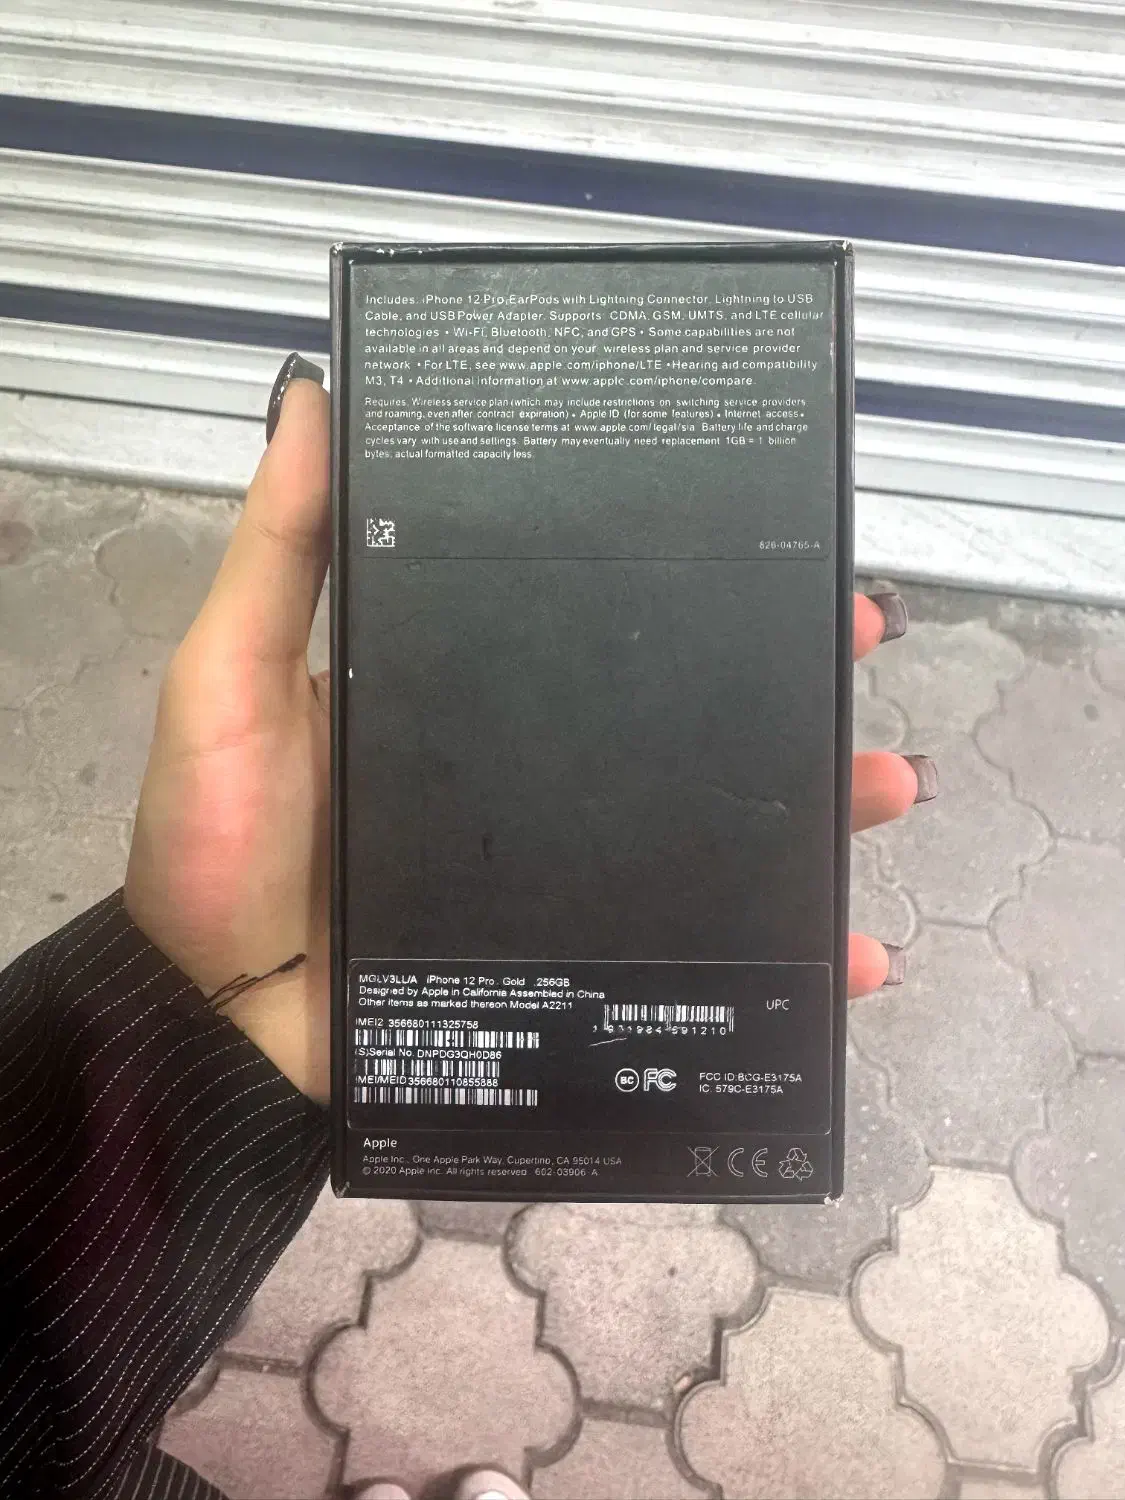 Includes: iPhone 12 Pro, EarPods with Lightning Connector, Lightning to USB
Cable, and USB Power Adapter. Supports: CDMA, GSM, UMTS, and LTE cellular
technologies • Wi-Fi, Bluetooth, NFC, and GPS • Some capabilities are not
available in all areas and depend on your wireless plan and service provider
network • For LTE, see www.apple.com/iphone/LTE • Hearing aid compatibility
M3, T4 • Additional information at www.apple.com/iphone/compare.
Requires: Wireless service plan (which may include restrictions on switching service providers
and roaming, even after contract expiration) • Apple ID (for some features) • Internet access •
Acceptance of the software license terms at www.apple.com/legal/sla Battery life and charge
cycles vary with use and settings. Battery may eventually need replacement 1GB = 1 billion
bytes; actual formatted capacity less.
826-04765-A
MGLV3LL/A iPhone 12 Pro. Gold .256GB
Designed by Apple in California Assembled in China
Other items as marked thereon Model A2211
UPC
IMEI2 356680111325758
1 931984 591210
(S)Serial No. DNPDG3QH0D86
IMEI/MEID 356680110855888
BC FC
FCC ID:BCG-E3175A
IC: 579C-E3175A
Apple
Apple Inc., One Apple Park Way, Cupertino, CA 95014 USA
© 2020 Apple Inc. All rights reserved. 602-03906 A
CE